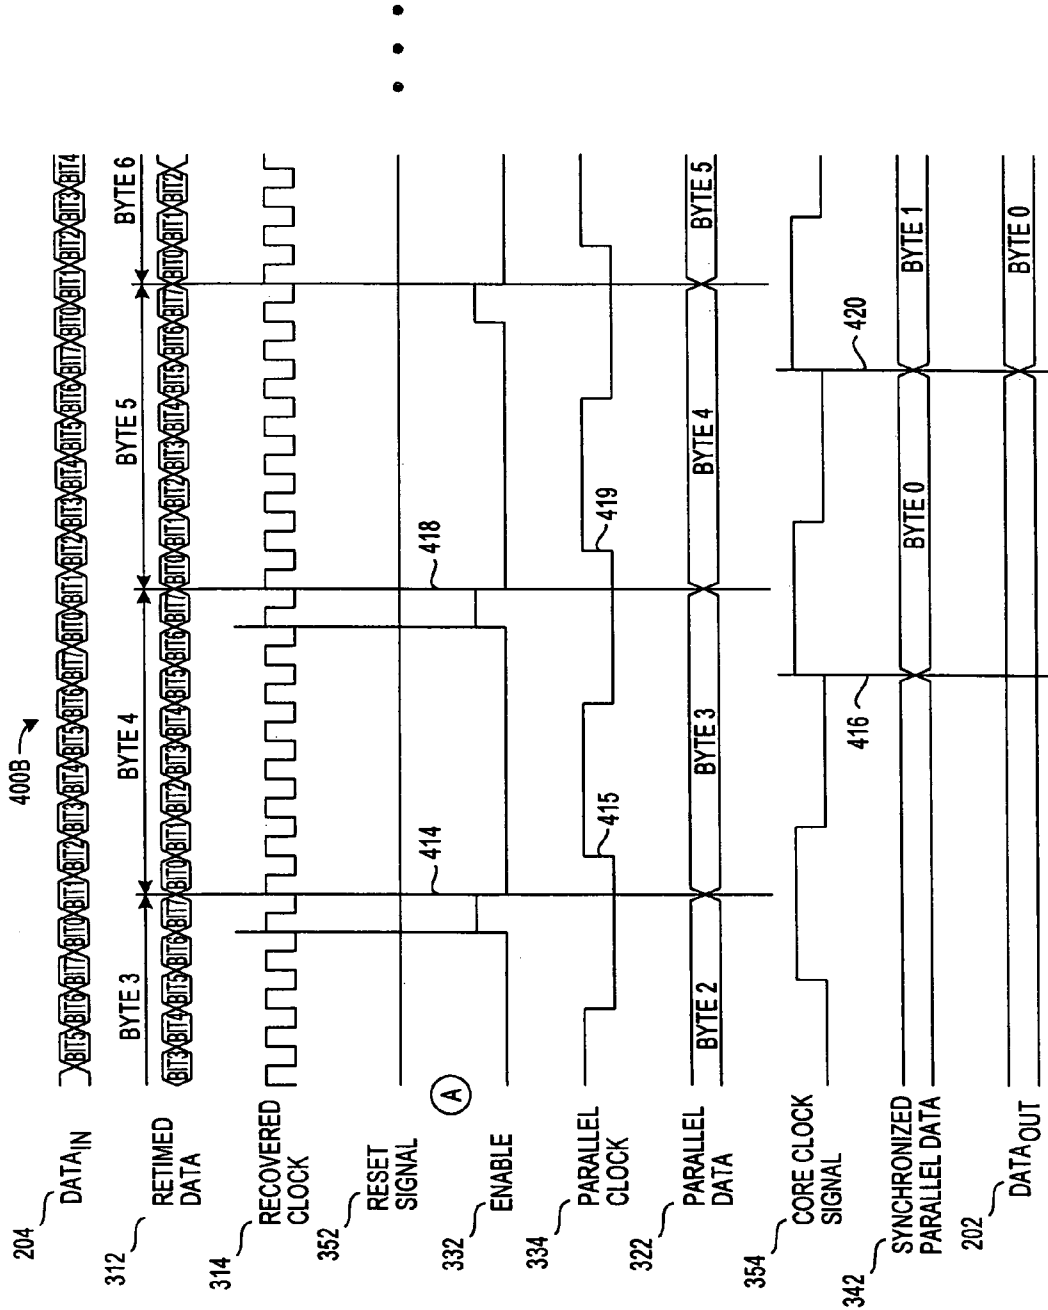 400B
204
DATAIN
BIT5 BIT6 BIT7 BIT0 BIT1 BIT2 BIT3 BIT4 BIT5 BIT6 BIT7 BIT0 BIT1 BIT2 BIT3 BIT4 BIT5 BIT6 BIT7 BIT0 BIT1 BIT2 BIT3 BIT4
BYTE 3 BYTE 4 BYTE 5 BYTE 6
312
RETIMED
DATA
BIT3 BIT4 BIT5 BIT6 BIT7 BIT0 BIT1 BIT2 BIT3 BIT4 BIT5 BIT6 BIT7 BIT0 BIT1 BIT2 BIT3 BIT4 BIT5 BIT6 BIT7 BIT0 BIT1 BIT2
314
RECOVERED
CLOCK
352
RESET
SIGNAL
414 418
A
332
ENABLE
334
PARALLEL
CLOCK
415 419
322
PARALLEL
DATA
BYTE 2 BYTE 3 BYTE 4 BYTE 5
354
CORE CLOCK
SIGNAL
416 420
342
SYNCHRONIZED
PARALLEL DATA
BYTE 0 BYTE 1
202
DATAOUT
BYTE 0